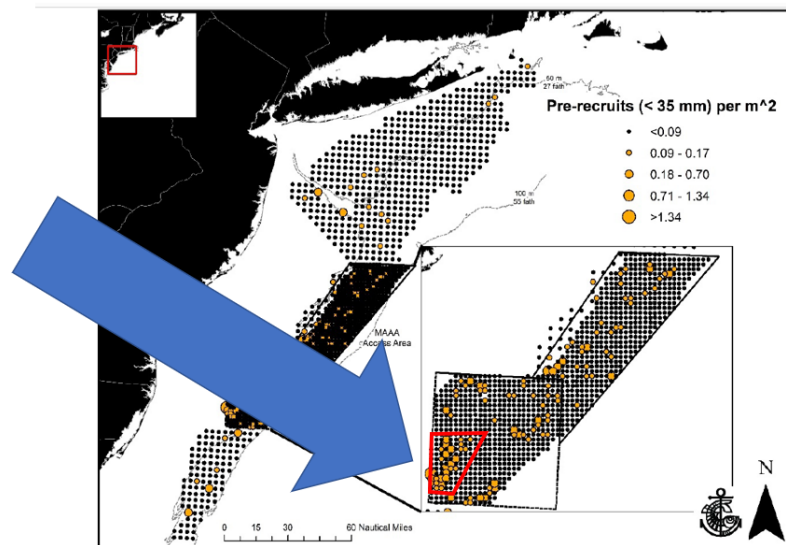 50 m
27 fath
Pre-recruits (< 35 mm) per m^2
<0.09
0.09 - 0.17
0.18 - 0.70
0.71 - 1.34
>1.34
100 m
55 fath
MAAA
Access Area
N
0 15 30 60 Nautical Miles